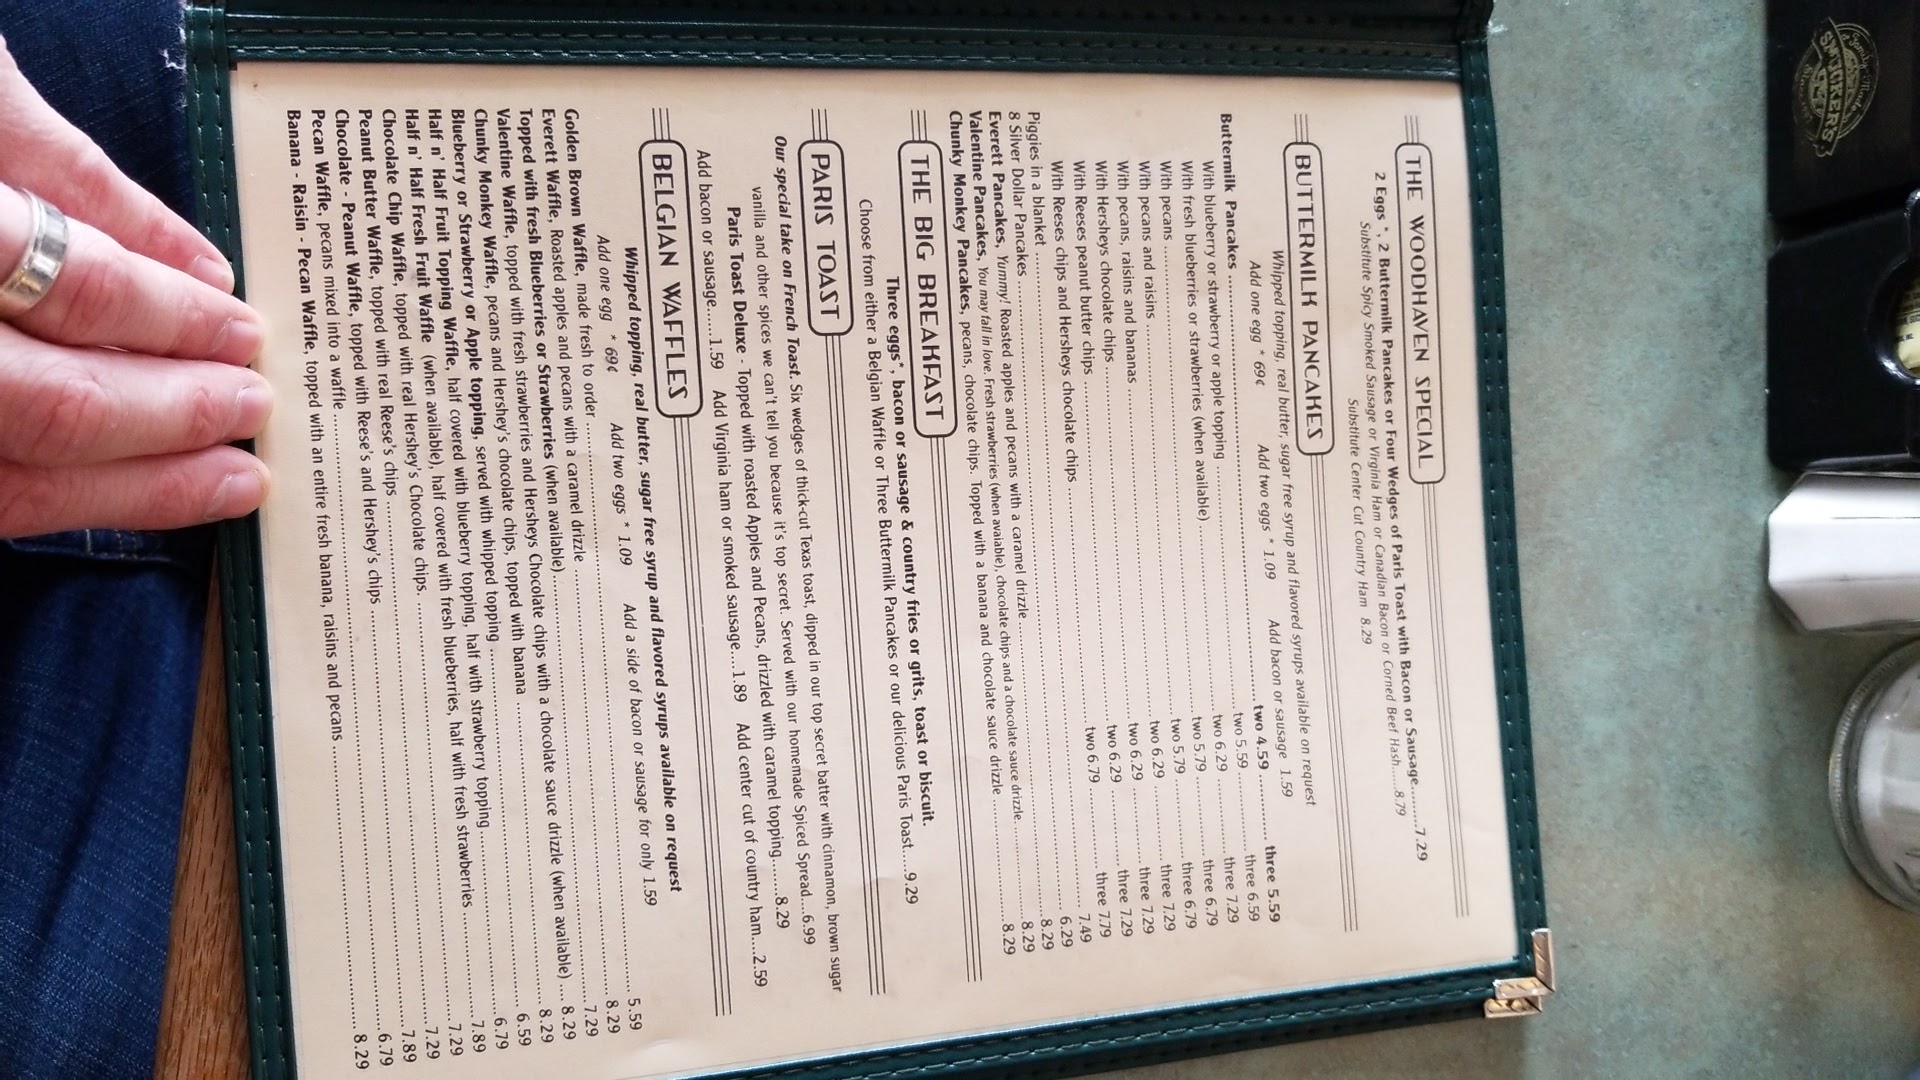 THE WOODHAVEN SPECIAL
2 Eggs *, 2 Buttermilk Pancakes or Four Wedges of Paris Toast with Bacon or Sausage.........7.29
Substitute Spicy Smoked Sausage or Virginia Ham or Canadian Bacon or Corned Beef Hash.....8.79
Substitute Center Cut Country Ham 8.29
BUTTERMILK PANCAKES
Whipped topping, real butter, sugar free syrup and flavored syrups available on request
Add one egg * 69¢ Add two eggs * 1.09 Add bacon or sausage 1.59
Buttermilk Pancakes ........ two 4.59 ........ three 5.59
With blueberry or strawberry or apple topping ........ two 5.59 ........ three 6.59
With fresh blueberries or strawberries (when available) ........ two 6.29 ........ three 7.29
With pecans ........ two 5.79 ........ three 6.79
With pecans and raisins ........ two 5.79 ........ three 6.79
With pecans, raisins and bananas ........ two 6.29 ........ three 7.29
With Hersheys chocolate chips ........ two 6.29 ........ three 7.29
With Reeses peanut butter chips ........ two 6.29 ........ three 7.29
With Reeses chips and Hersheys chocolate chips ........ two 6.79 ........ three 7.79
Piggies in a blanket ........ 7.49
8 Silver Dollar Pancakes ........ 6.29
Everett Pancakes, Yummy! Roasted apples and pecans with a caramel drizzle ........ 8.29
Valentine Pancakes, You may fall in love. Fresh strawberries (when available), chocolate chips and a chocolate sauce drizzle ........ 8.29
Chunky Monkey Pancakes, pecans, chocolate chips. Topped with a banana and chocolate sauce drizzle ........ 8.29
THE BIG BREAKFAST
Three eggs*, bacon or sausage & country fries or grits, toast or biscuit.
Choose from either a Belgian Waffle or Three Buttermilk Pancakes or our delicious Paris Toast ...9.29
PARIS TOAST
Our special take on French Toast. Six wedges of thick-cut Texas toast, dipped in our top secret batter with cinnamon, brown sugar
vanilla and other spices we can't tell you because it's top secret. Served with our homemade Spiced Spread...6.99
Paris Toast Deluxe - Topped with roasted Apples and Pecans, drizzled with caramel topping......8.29
Add bacon or sausage......1.59 Add Virginia ham or smoked sausage....1.89 Add center cut of country ham....2.59
BELGIAN WAFFLES
Whipped topping, real butter, sugar free syrup and flavored syrups available on request
Add one egg * 69¢ Add two eggs * 1.09 Add a side of bacon or sausage for only 1.59
Golden Brown Waffle, made fresh to order ........ 5.59
Everett Waffle, Roasted apples and pecans with a caramel drizzle ........ 8.29
Topped with fresh Blueberries or Strawberries (when available) ........ 7.29
Valentine Waffle, topped with fresh strawberries and Hersheys Chocolate chips with a chocolate sauce drizzle (when available) .... 8.29
Chunky Monkey Waffle, pecans and Hershey's chocolate chips, topped with banana ........ 8.29
Blueberry or Strawberry or Apple topping, served with whipped topping ........ 6.59
Half n' Half Fruit Topping Waffle, half covered with blueberry topping, half with strawberry topping ........ 6.79
Half n' Half Fresh Fruit Waffle (when available), half covered with fresh blueberries, half with fresh strawberries ........ 7.89
Chocolate Chip Waffle, topped with real Hershey's Chocolate chips. ........ 7.29
Peanut Butter Waffle, topped with real Reese's chips ........ 7.29
Chocolate - Peanut Waffle, topped with Reese's and Hershey's chips ........ 7.89
Pecan Waffle, pecans mixed into a waffle ........ 6.79
Banana - Raisin - Pecan Waffle, topped with an entire fresh banana, raisins and pecans ........ 8.29
Family-Made
SMUCKER'S